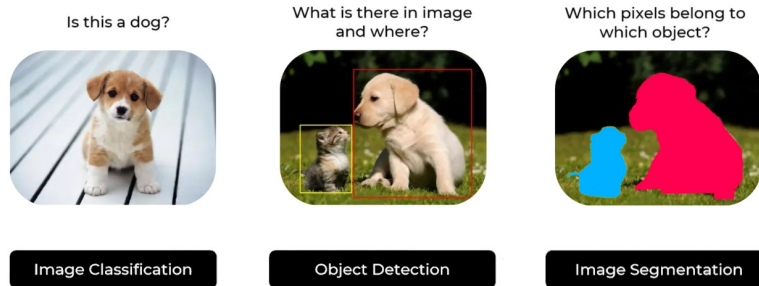 Is this a dog?
What is there in image
and where?
Which pixels belong to
which object?
Image Classification
Object Detection
Image Segmentation